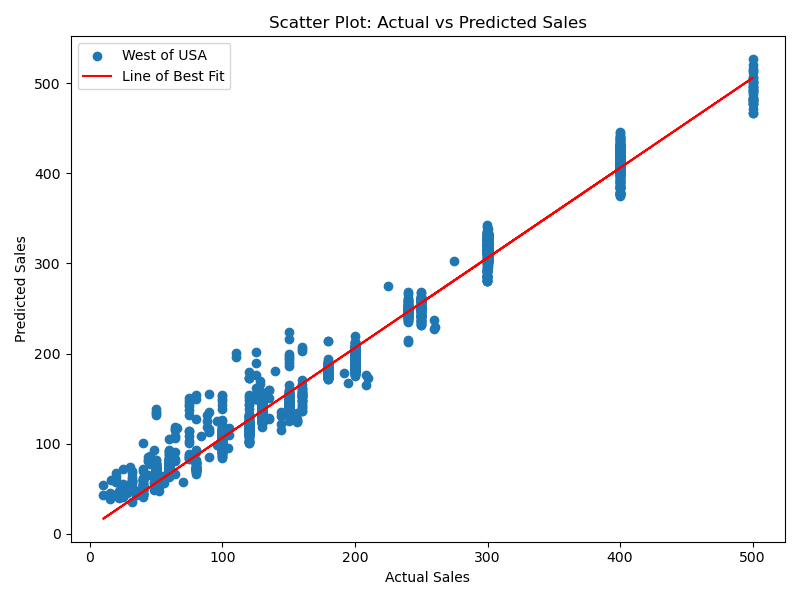 Scatter Plot: Actual vs Predicted Sales
West of USA
Line of Best Fit
500
400
300
200
100
0
Predicted Sales
0 100 200 300 400 500
Actual Sales